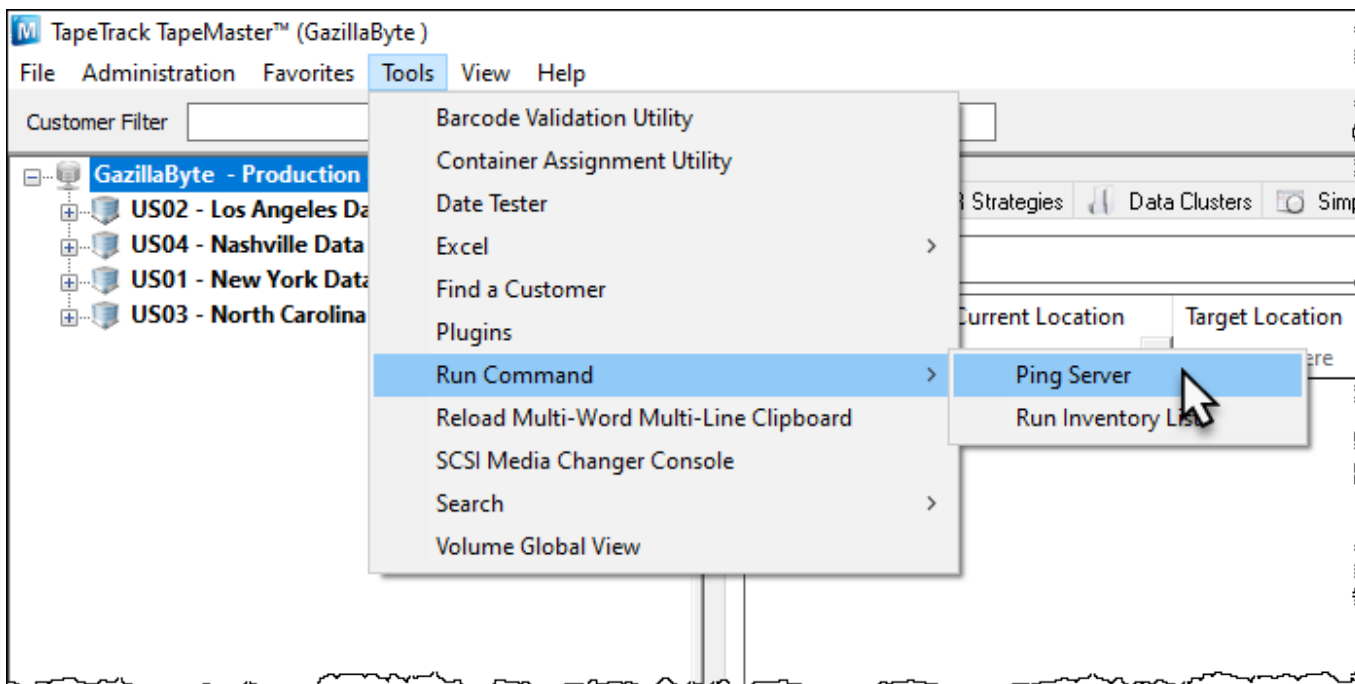 TapeTrack TapeMaster™ (GazillaByte )
File Administration Favorites Tools View Help
Customer Filter
GazillaByte - Production
US02 - Los Angeles
US04 - Nashville Data
US01 - New York
US03 - North Carolina
Barcode Validation Utility
Container Assignment Utility
Date Tester
Excel
Find a Customer
Plugins
Run Command
Reload Multi-Word Multi-Line Clipboard
SCSI Media Changer Console
Search
Volume Global View
Ping Server
Run Inventory
Strategies Data Clusters
Current Location Target Location